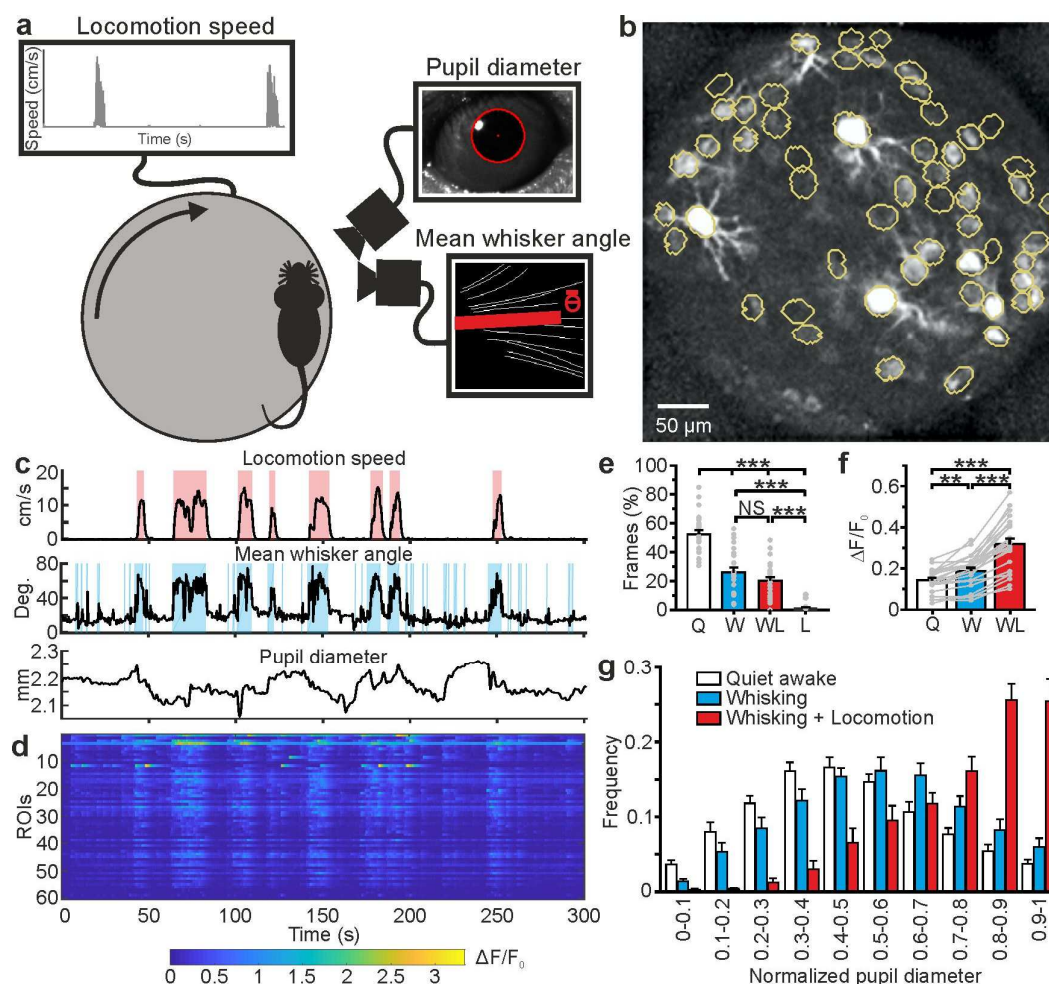 a
Locomotion speed
Speed (cm/s)
Time (s)
Pupil diameter
Mean whisker angle
Θ
b
50 µm
c
Locomotion speed
cm/s
20
10
0
Mean whisker angle
Deg.
80
40
0
Pupil diameter
mm
2.3
2.2
2.1
d
ROIs
10
20
30
40
50
60
0 50 100 150 200 250 300
Time (s)
ΔF/F0
0 0.5 1 1.5 2 2.5 3
e
Frames (%)
100
80
60
40
20
0
***
***
NS ***
Q W WL L
f
ΔF/F0
0.6
0.4
0.2
0
***
** ***
Q W WL
g
Frequency
0.3
0.2
0.1
0
Quiet awake
Whisking
Whisking + Locomotion
0-0.1 0.1-0.2 0.2-0.3 0.3-0.4 0.4-0.5 0.5-0.6 0.6-0.7 0.7-0.8 0.8-0.9 0.9-1
Normalized pupil diameter